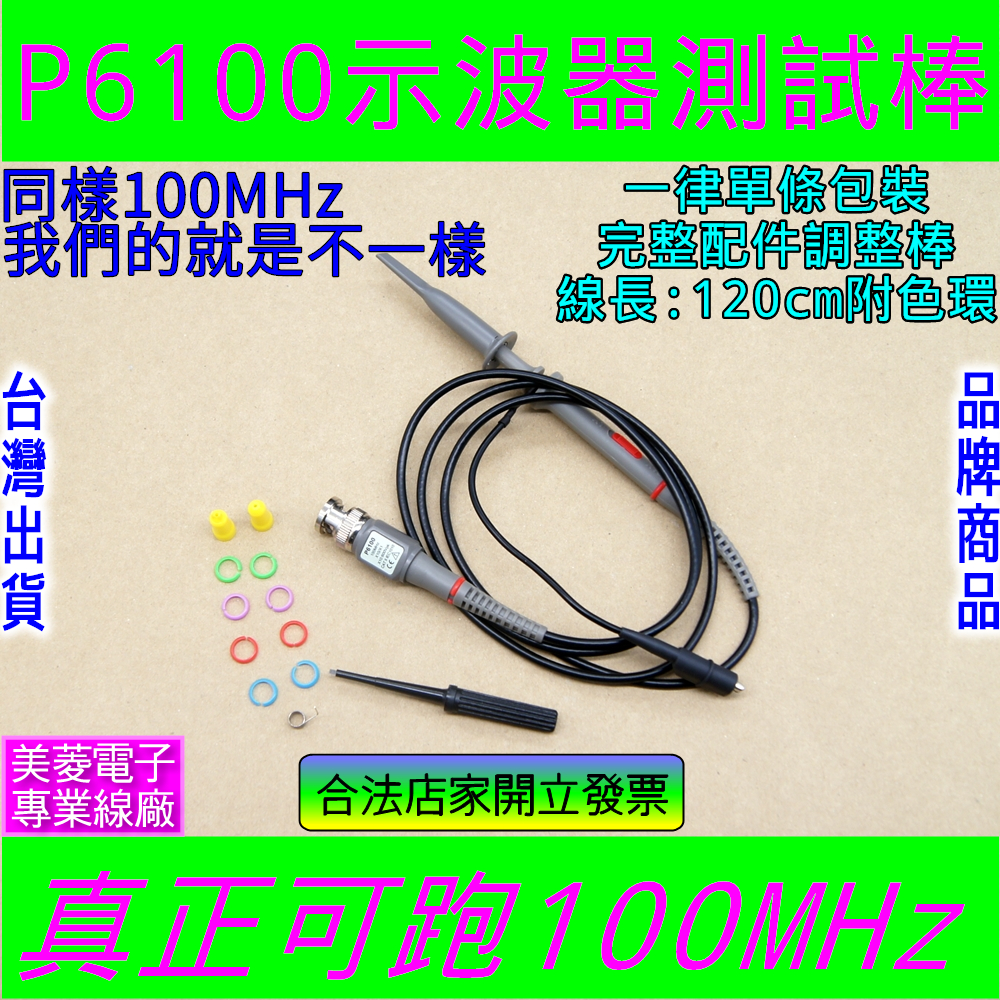 P6100示波器測試棒
同樣100MHz
我們的就是不一樣
一律單條包裝
完整配件調整棒
線長:120cm附色環
台灣出貨
品牌商品
P6100
美菱電子
專業線廠
合法店家開立發票
真正可跑100MHz